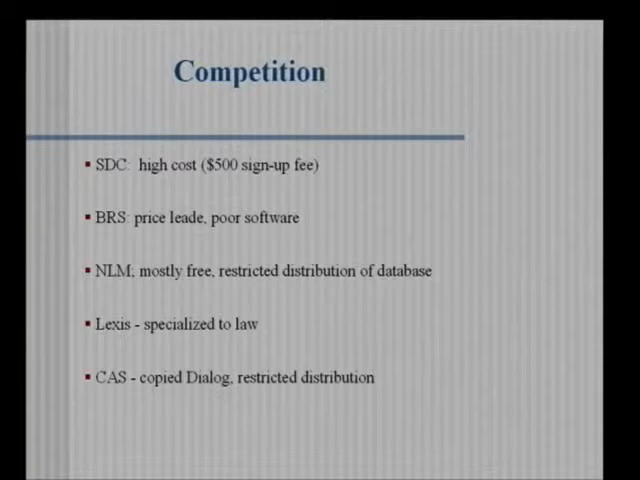 Competition
SDC: high cost ($500 sign-up fee)
BRS: price leade, poor software
NLM; mostly free, restricted distribution of database
Lexis - specialized to law
CAS - copied Dialog, restricted distribution